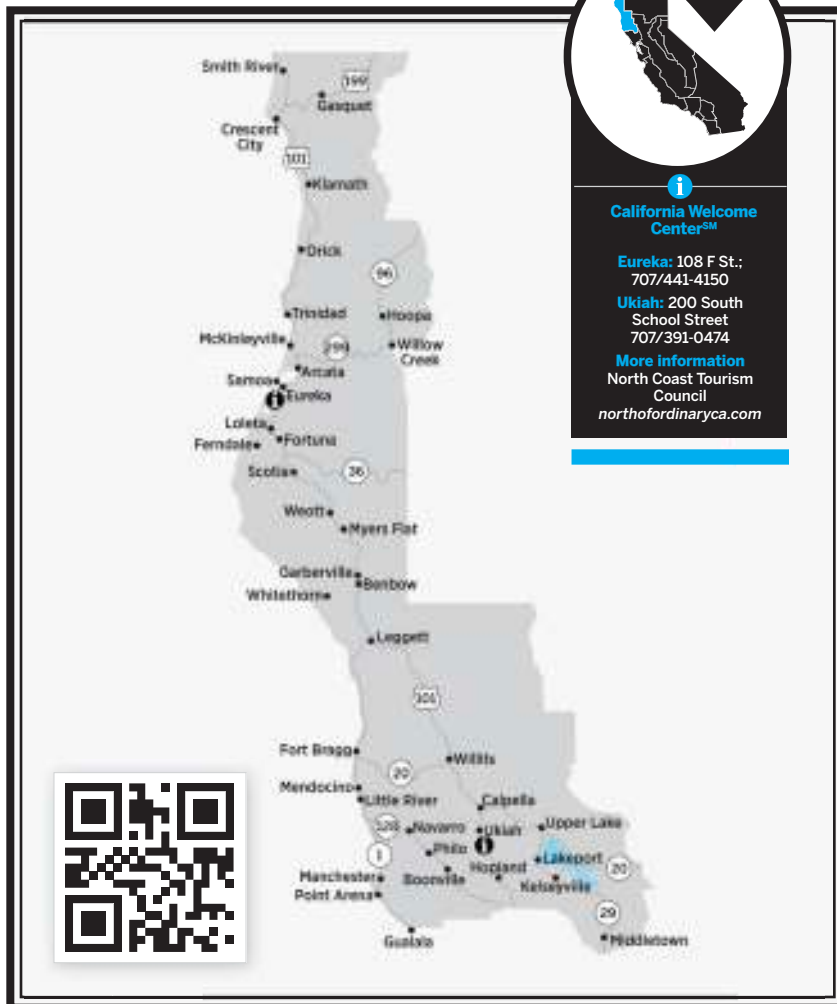 Smith River
199
Gasquet
Crescent
City
101
Klamath
Orick
96
Trinidad
Hoopa
McKinleyville
299
Willow
Creek
Arcata
Samoa
Eureka
Loleta
Fortuna
Ferndale
Scotia
36
Weott
Myers Flat
Garberville
Benbow
Whitethorn
Leggett
101
Fort Bragg
Willits
20
Mendocino
Little River
Calpella
128
Navarro
Ukiah
Upper Lake
1
Philo
Lakeport
20
Manchester
Boonville
Hopland
Kelseyville
Point Arena
29
Gualala
Middletown
i
California Welcome
Center℠
Eureka: 108 F St.;
707/441-4150
Ukiah: 200 South
School Street
707/391-0474
More information
North Coast Tourism
Council
northofordinaryca.com